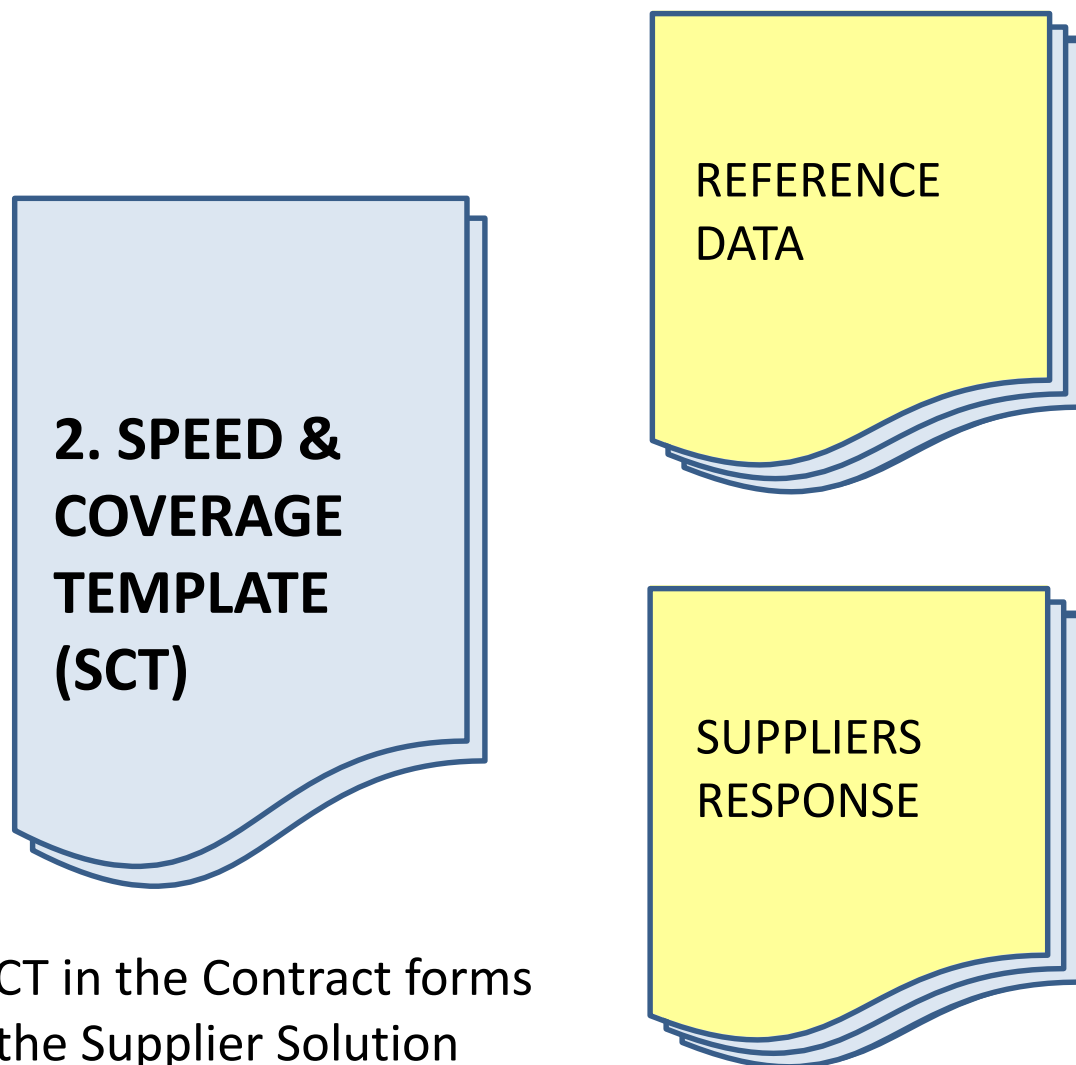 REFERENCE
DATA
2. SPEED &
COVERAGE
TEMPLATE
(SCT)
SUPPLIERS
RESPONSE
CT in the Contract forms
the Supplier Solution